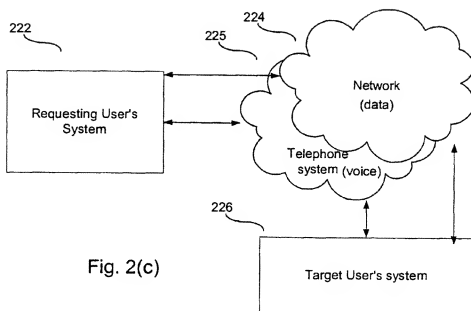 222
224
225
Requesting User's
System
Network
(data)
Telephone
system (voice)
226
Fig. 2(c)
Target User's system